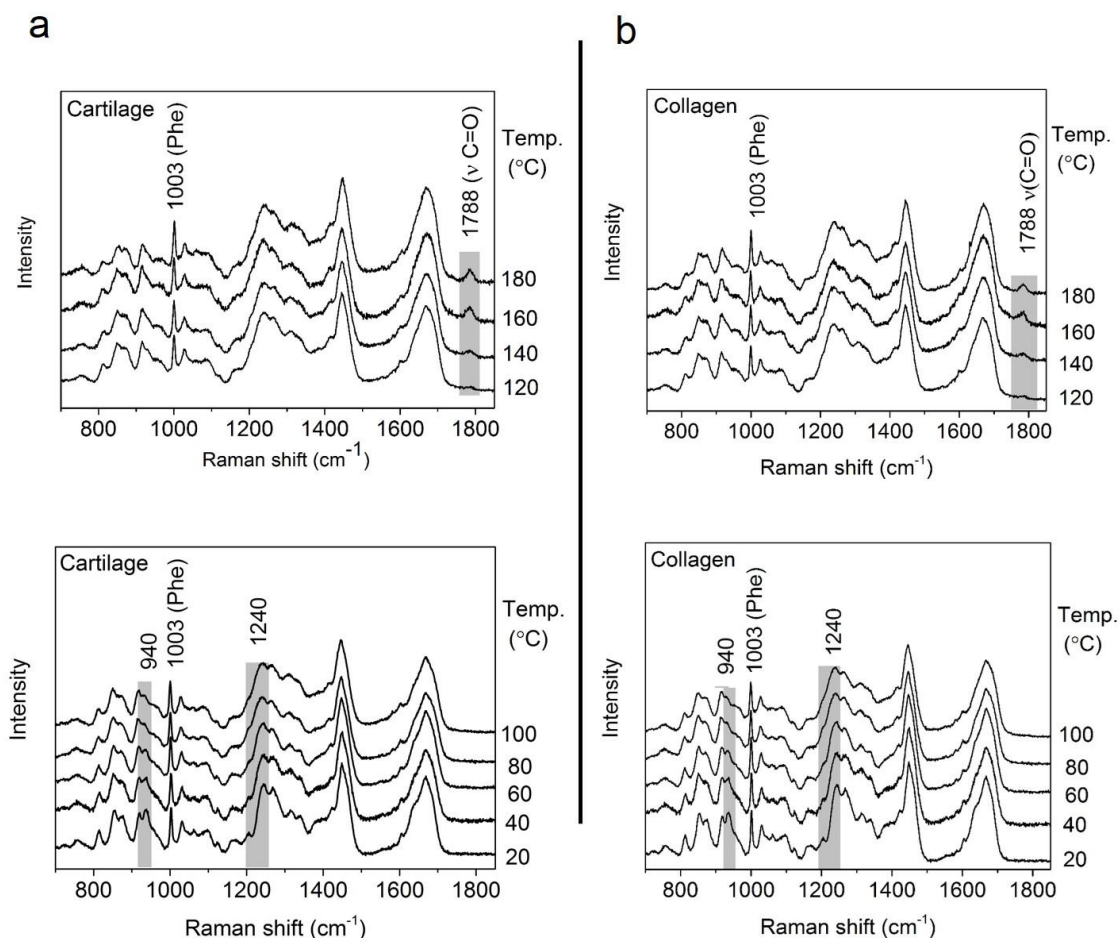 a
Cartilage
1003 (Phe)
1788 (ν C=O)
Temp.
(°C)
180
160
140
120
Intensity
800 1000 1200 1400 1600 1800
Raman shift (cm⁻¹)
Cartilage
940
1003 (Phe)
1240
Temp.
(°C)
100
80
60
40
20
Intensity
800 1000 1200 1400 1600 1800
Raman shift (cm⁻¹)
b
Collagen
1003 (Phe)
1788 ν(C=O)
Temp.
(°C)
180
160
140
120
Intensity
800 1000 1200 1400 1600 1800
Raman shift (cm⁻¹)
Collagen
940
1003 (Phe)
1240
Temp.
(°C)
100
80
60
40
20
Intensity
800 1000 1200 1400 1600 1800
Raman shift (cm⁻¹)